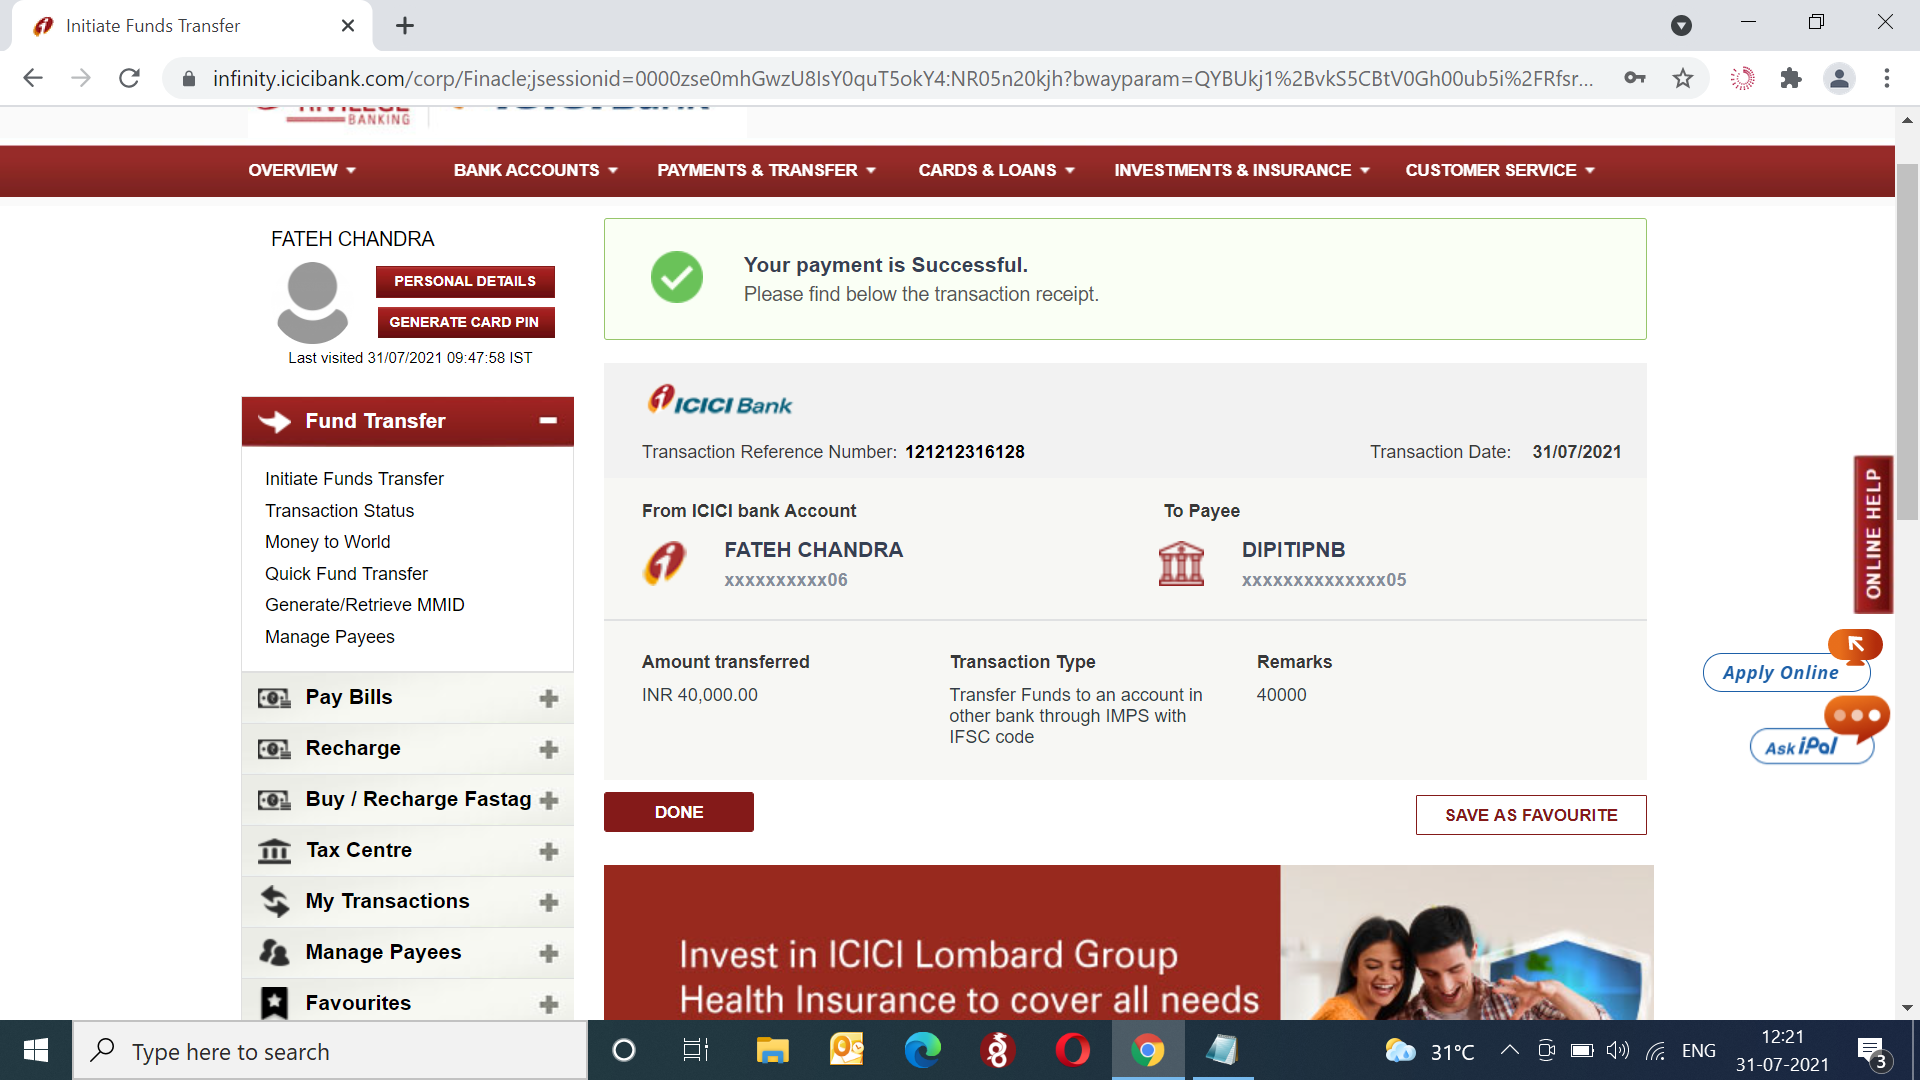 Initiate Funds Transfer
infinity.icicibank.com/corp/Finacle;jsessionid=0000zse0mhGwzU8IsY0quT5okY4:NR05n20kjh?bwayparam=QYBUkj1%2BvkS5CBtV0Gh00ub5i%2FRfsr...
BANKING
ICICI Bank
OVERVIEW
BANK ACCOUNTS
PAYMENTS & TRANSFER
CARDS & LOANS
INVESTMENTS & INSURANCE
CUSTOMER SERVICE
FATEH CHANDRA
PERSONAL DETAILS
GENERATE CARD PIN
Last visited 31/07/2021 09:47:58 IST
Fund Transfer
Initiate Funds Transfer
Transaction Status
Money to World
Quick Fund Transfer
Generate/Retrieve MMID
Manage Payees
Pay Bills
Recharge
Buy / Recharge Fastag
Tax Centre
My Transactions
Manage Payees
Favourites
Your payment is Successful.
Please find below the transaction receipt.
ICICI Bank
Transaction Reference Number: 121212316128
Transaction Date: 31/07/2021
From ICICI bank Account
FATEH CHANDRA
xxxxxxxxxx06
To Payee
DIPITIPNB
xxxxxxxxxxxxxx05
Amount transferred
INR 40,000.00
Transaction Type
Transfer Funds to an account in
other bank through IMPS with
IFSC code
Remarks
40000
DONE
SAVE AS FAVOURITE
Invest in ICICI Lombard Group
Health Insurance to cover all needs
ONLINE HELP
Apply Online
Ask iPal
Type here to search
31°C
ENG
12:21
31-07-2021
3